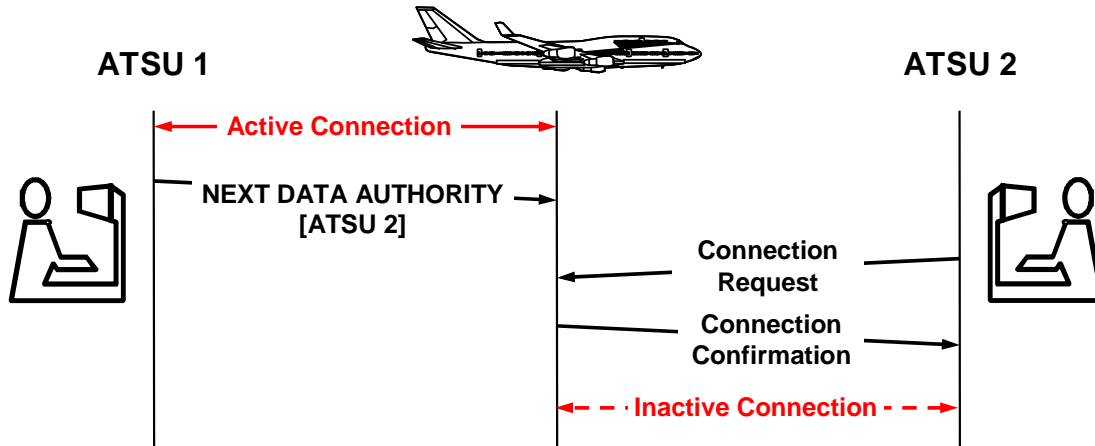 ATSU 1
ATSU 2
Active Connection
NEXT DATA AUTHORITY
[ATSU 2]
Connection
Request
Connection
Confirmation
Inactive Connection